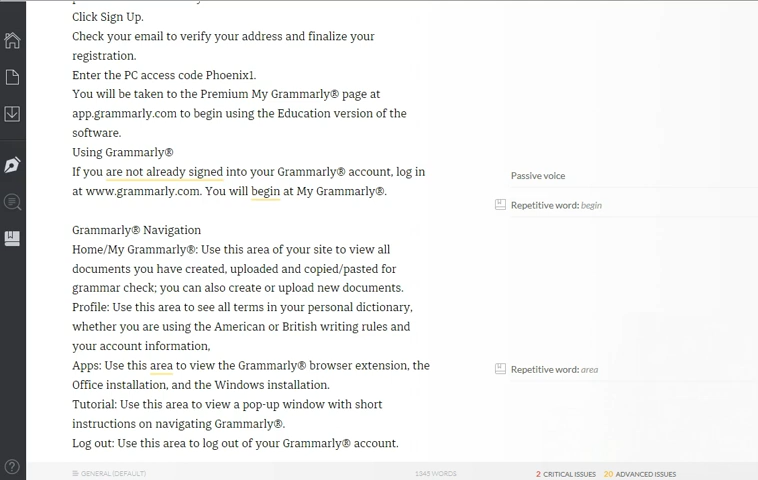 Click Sign Up.
Check your email to verify your address and finalize your
registration.
Enter the PC access code Phoenix1.
You will be taken to the Premium My Grammarly® page at
app.grammarly.com to begin using the Education version of the
software.
Using Grammarly®
If you are not already signed into your Grammarly® account, log in
at www.grammarly.com. You will begin at My Grammarly®.
Passive voice
Repetitive word: begin
Grammarly® Navigation
Home/My Grammarly®: Use this area of your site to view all
documents you have created, uploaded and copied/pasted for
grammar check; you can also create or upload new documents.
Profile: Use this area to see all terms in your personal dictionary,
whether you are using the American or British writing rules and
your account information,
Apps: Use this area to view the Grammarly® browser extension, the
Office installation, and the Windows installation.
Repetitive word: area
Tutorial: Use this area to view a pop-up window with short
instructions on navigating Grammarly®.
Log out: Use this area to log out of your Grammarly® account.
GENERAL (DEFAULT)
1345 WORDS
2 CRITICAL ISSUES
20 ADVANCED ISSUES